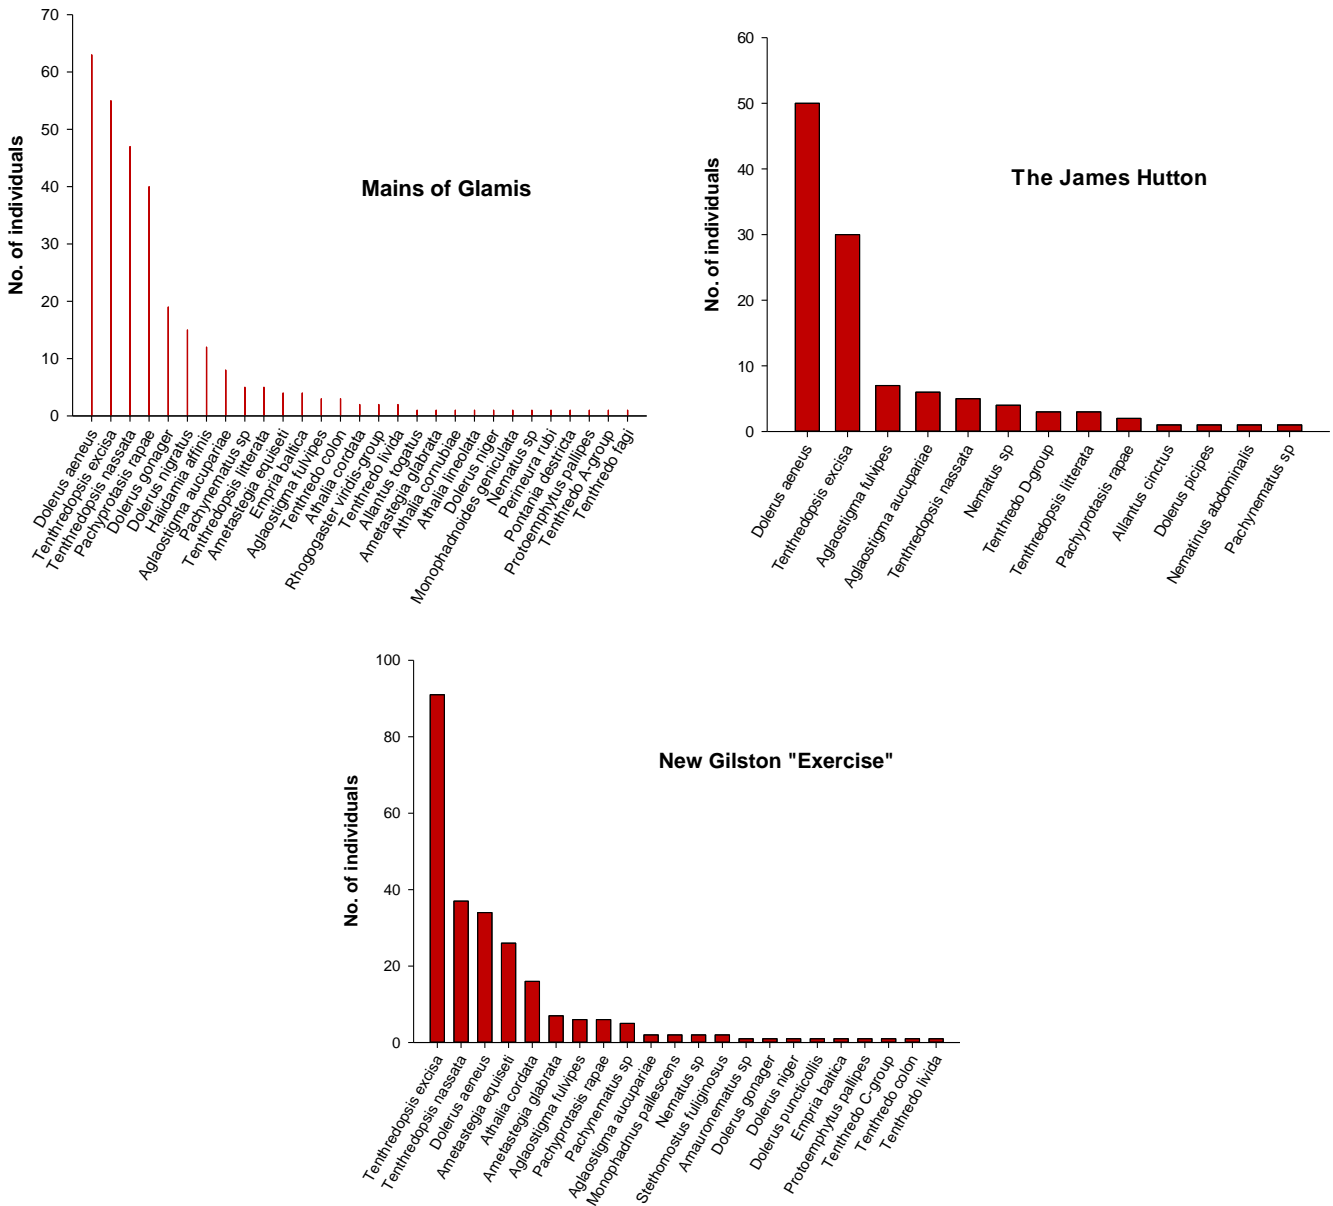 70
60
50
40
30
20
10
0
No. of individuals
Mains of Glamis
Dolerus aeneus
Tenthredopsis excisa
Tenthredopsis nassata
Pachyprotasis rapae
Dolerus gonager
Dolerus nigratus
Halidamia affinis
Aglaostigma aucupariae
Pachynematus sp
Tenthredopsis litterata
Ametastegia equiseti
Empria baltica
Aglaostigma fulvipes
Tenthredo colon
Athalia cordata
Rhogogaster viridis-group
Tenthredo livida
Allantus togatus
Ametastegia glabrata
Athalia cornubiae
Athalia lineolata
Dolerus niger
Monophadnoides geniculata
Nematus sp
Perineura rubi
Pontania destricta
Protoemphytus pallipes
Tenthredo A-group
Tenthredo fagi
60
50
40
30
20
10
0
No. of individuals
The James Hutton
Dolerus aeneus
Tenthredopsis excisa
Aglaostigma fulvipes
Aglaostigma aucupariae
Tenthredopsis nassata
Nematus sp
Tenthredo D-group
Tenthredopsis litterata
Pachyprotasis rapae
Allantus cinctus
Dolerus picipes
Nematinus abdominalis
Pachynematus sp
100
80
60
40
20
0
No. of individuals
New Gilston "Exercise"
Tenthredopsis excisa
Tenthredopsis nassata
Dolerus aeneus
Ametastegia equiseti
Athalia cordata
Ametastegia glabrata
Aglaostigma fulvipes
Pachyprotasis rapae
Pachynematus sp
Aglaostigma aucupariae
Monophadnus pallescens
Nematus sp
Stethomostus fuliginosus
Amauronematus sp
Dolerus gonager
Dolerus niger
Dolerus puncticollis
Empria baltica
Protoemphytus pallipes
Tenthredo C-group
Tenthredo colon
Tenthredo livida